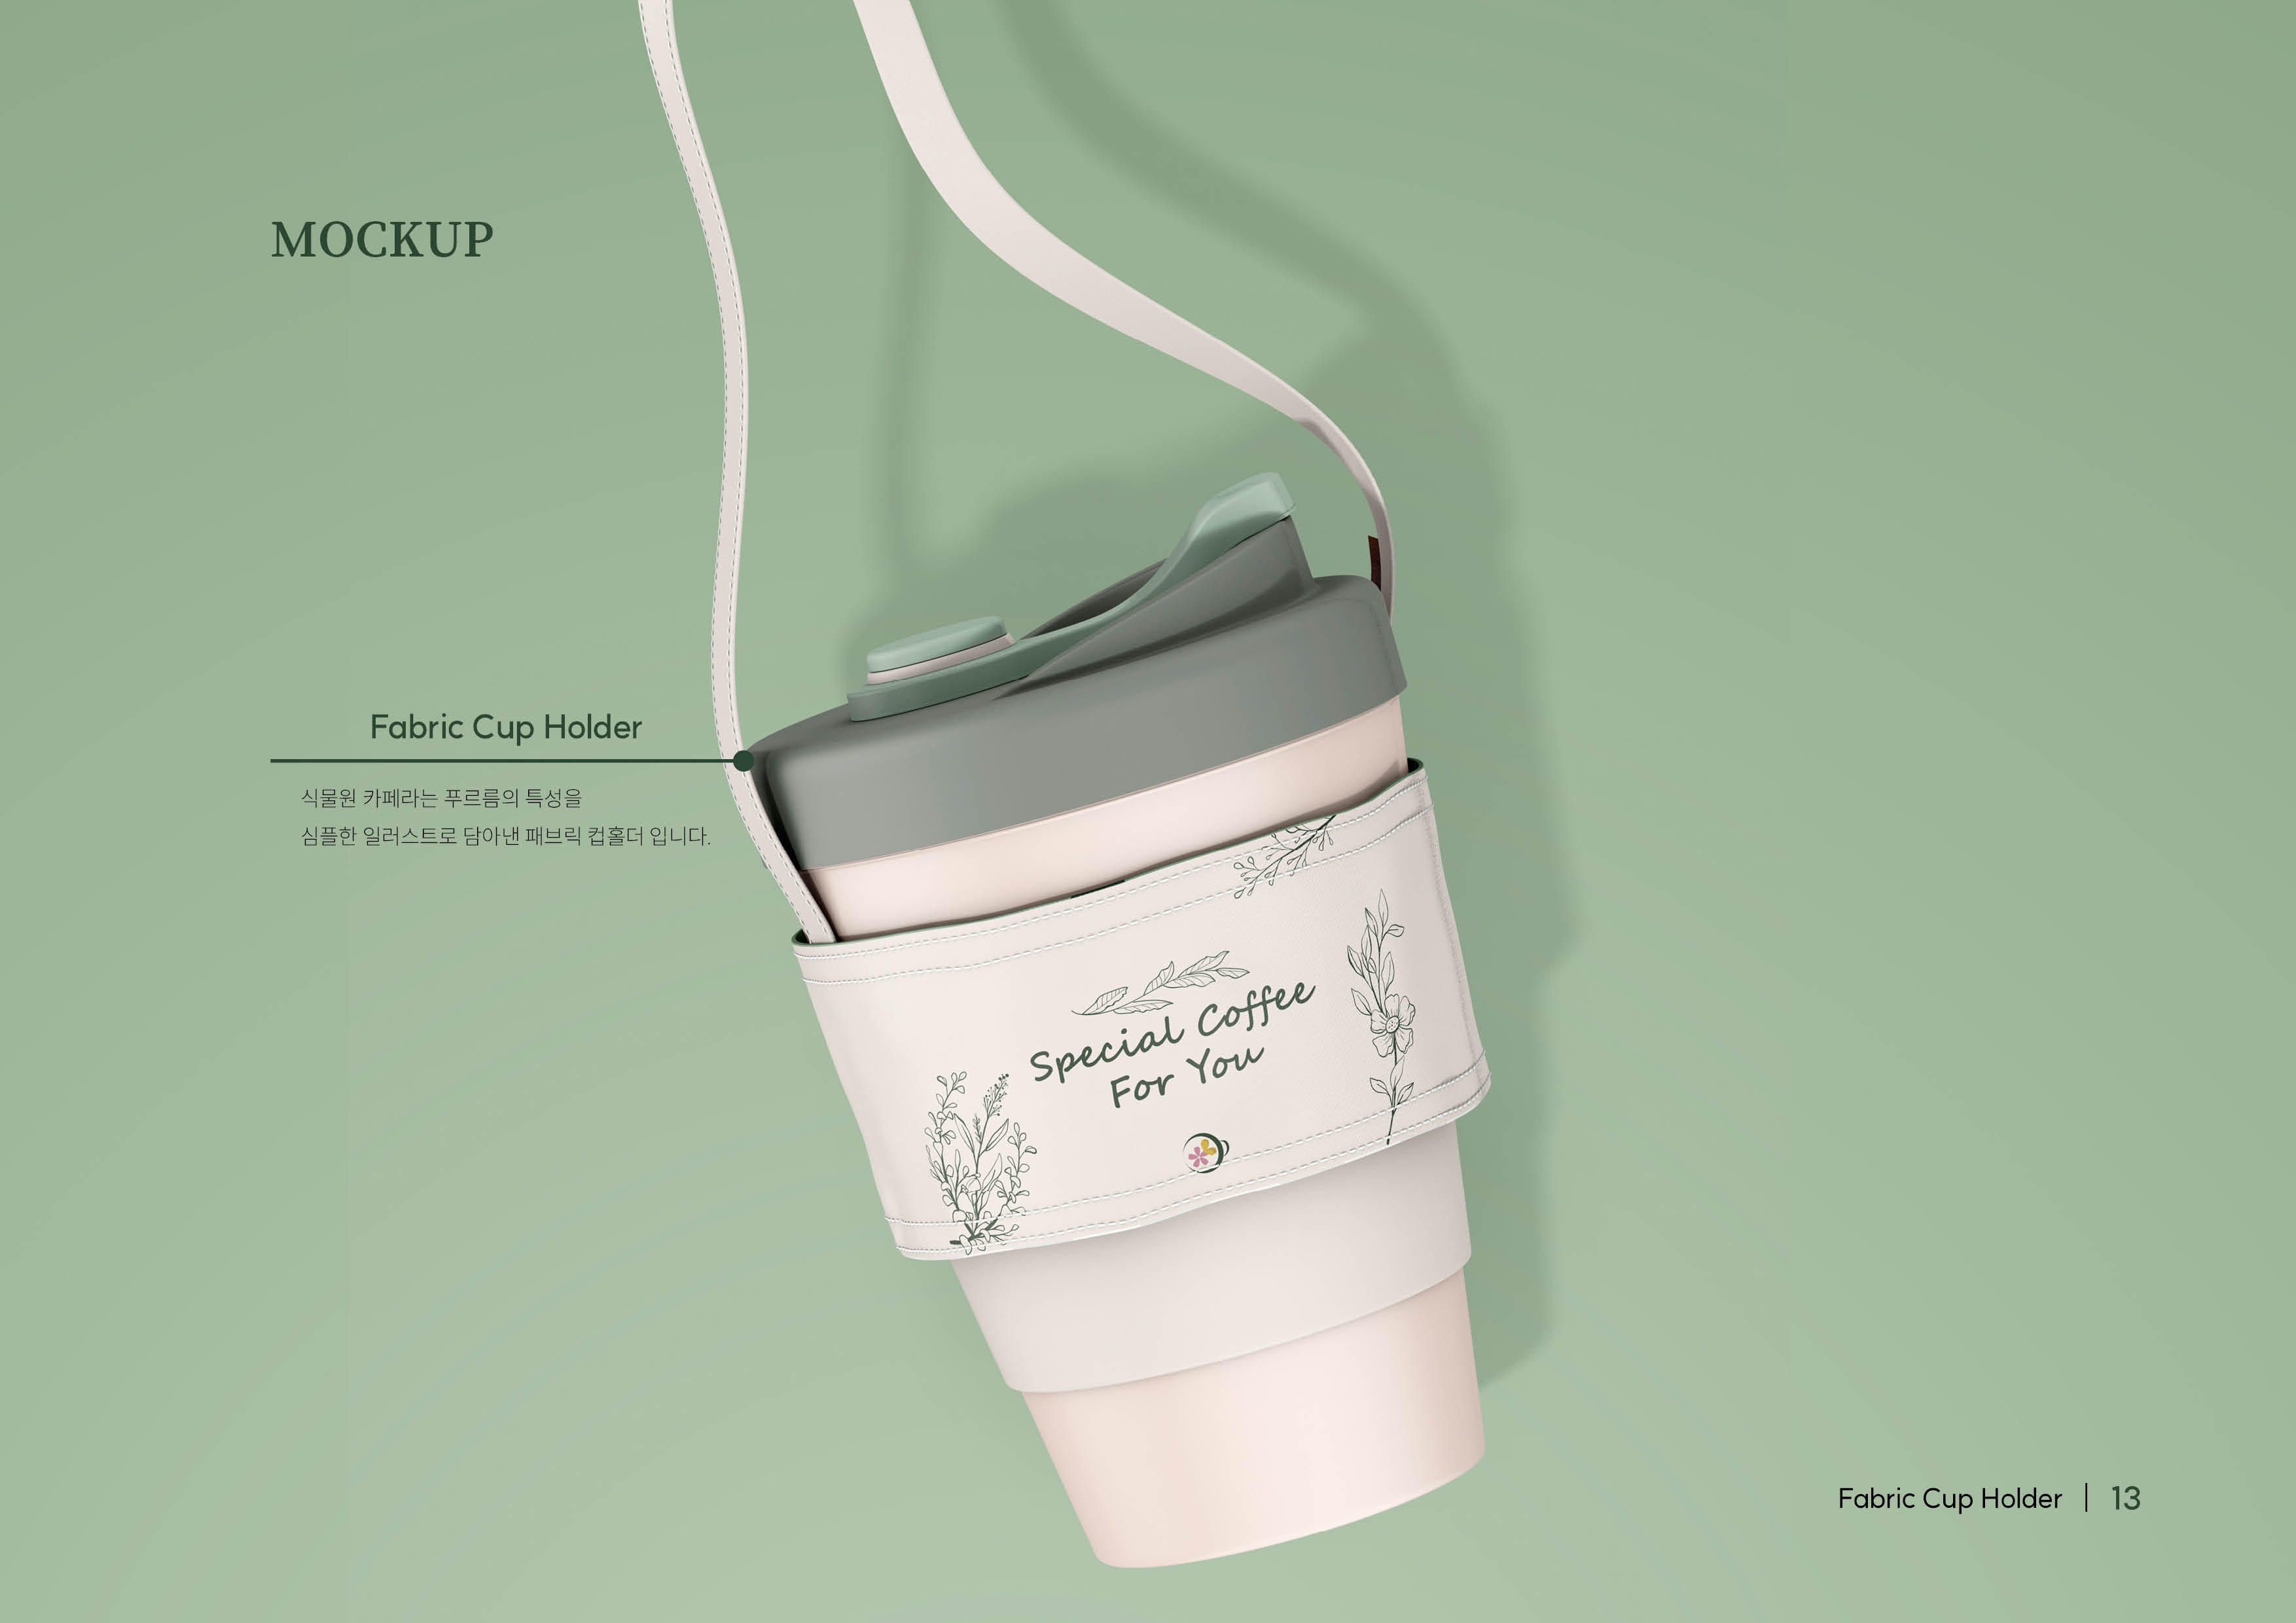 MOCKUP
Fabric Cup Holder
식물원 카페라는 푸르름의 특성을
심플한 일러스트로 담아낸 패브릭 컵홀더 입니다.
Special Coffee
For You
Fabric Cup Holder | 13